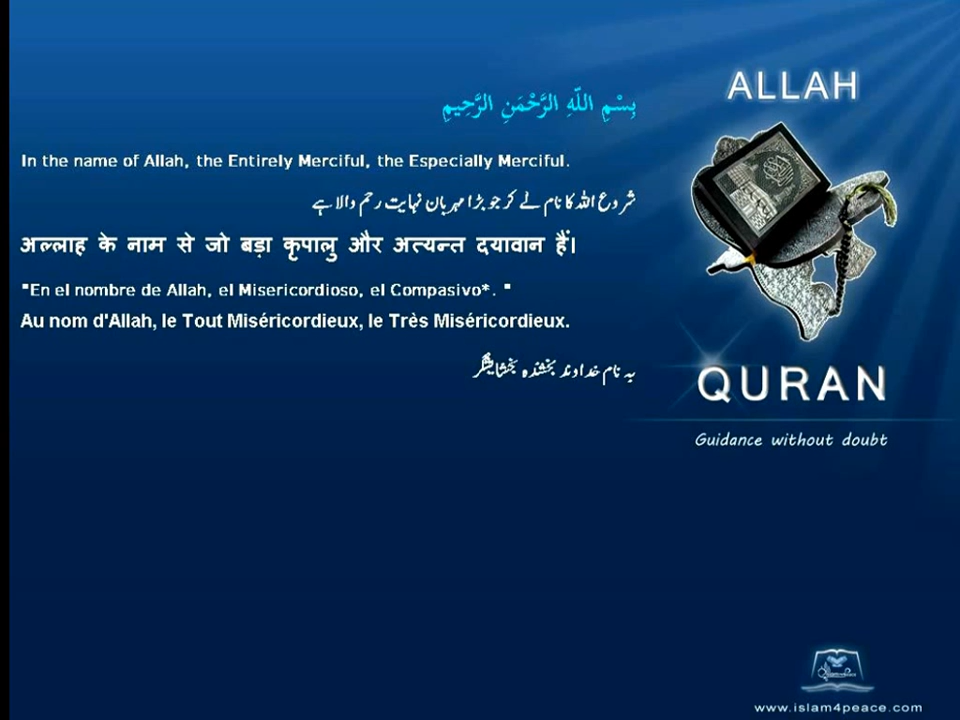 بِسْمِ اللّهِ الرَّحْمَنِ الرَّحِيمِ
In the name of Allah, the Entirely Merciful, the Especially Merciful.
شروع الله کا نام لے کر جو بڑا مہربان نہایت رحم والا ہے
अल्लाह के नाम से जो बड़ा कृपालु और अत्यन्त दयावान हैं।
"En el nombre de Allah, el Misericordioso, el Compasivo*. "
Au nom d'Allah, le Tout Miséricordieux, le Très Miséricordieux.
به نام خداوند بخشنده بخشایشگر
ALLAH
QURAN
Guidance without doubt
www.islam4peace.com